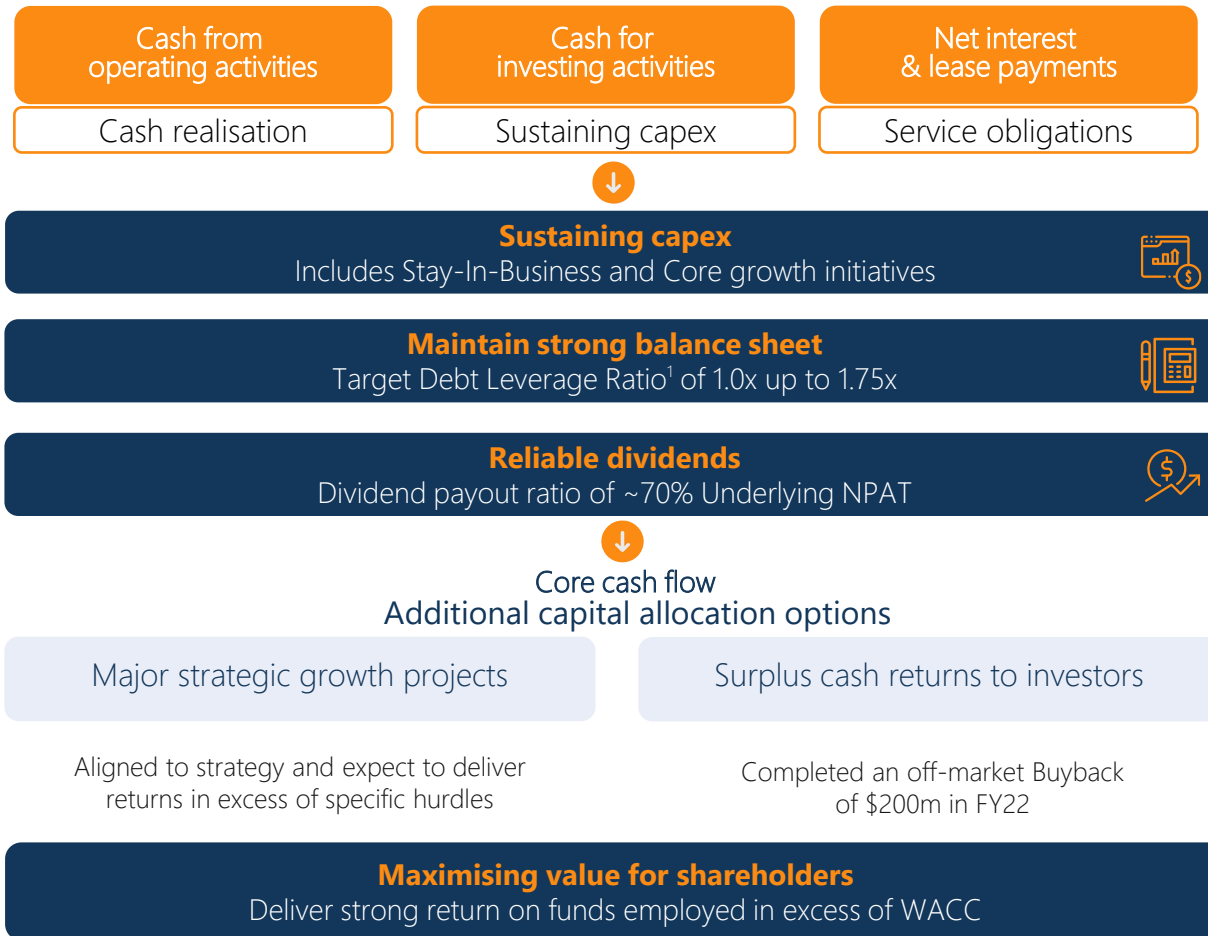 Cash from
operating activities
Cash realisation
Cash for
investing activities
Sustaining capex
Net interest
& lease payments
Service obligations
Sustaining capex
Includes Stay-In-Business and Core growth initiatives
Maintain strong balance sheet
Target Debt Leverage Ratio¹ of 1.0x up to 1.75x
Reliable dividends
Dividend payout ratio of ~70% Underlying NPAT
Core cash flow
Additional capital allocation options
Major strategic growth projects
Aligned to strategy and expect to deliver
returns in excess of specific hurdles
Surplus cash returns to investors
Completed an off-market Buyback
of $200m in FY22
Maximising value for shareholders
Deliver strong return on funds employed in excess of WACC